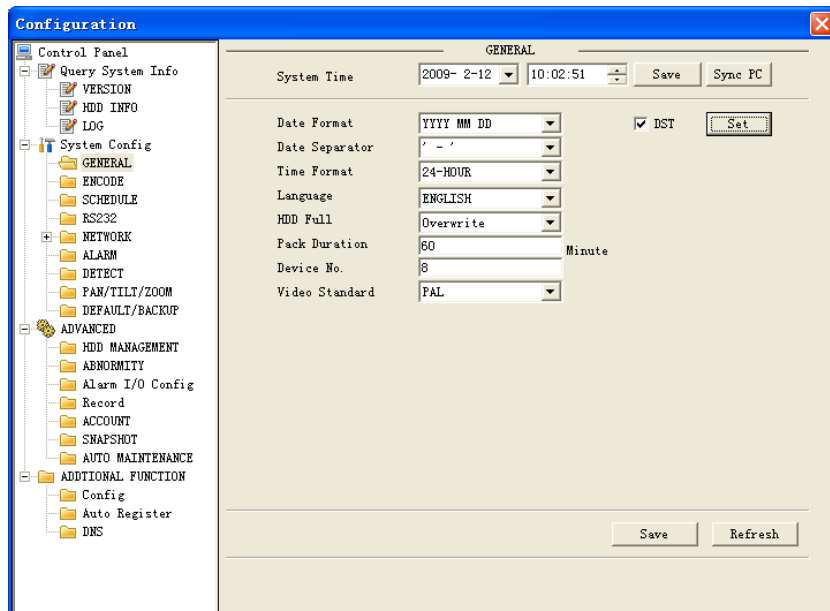 Configuration
Control Panel
Query System Info
VERSION
HDD INFO
LOG
System Config
GENERAL
ENCODE
SCHEDULE
RS232
NETWORK
ALARM
DETECT
PAN/TILT/ZOOM
DEFAULT/BACKUP
ADVANCED
HDD MANAGEMENT
ABNORMITY
Alarm I/O Config
Record
ACCOUNT
SNAPSHOT
AUTO MAINTENANCE
ADDTIONAL FUNCTION
Config
Auto Register
DNS
GENERAL
System Time 2009- 2-12 10:02:51 Save Sync PC
Date Format YYYY MM DD DST Set
Date Separator ' - '
Time Format 24-HOUR
Language ENGLISH
HDD Full Overwrite
Pack Duration 60 Minute
Device No. 8
Video Standard PAL
Save Refresh